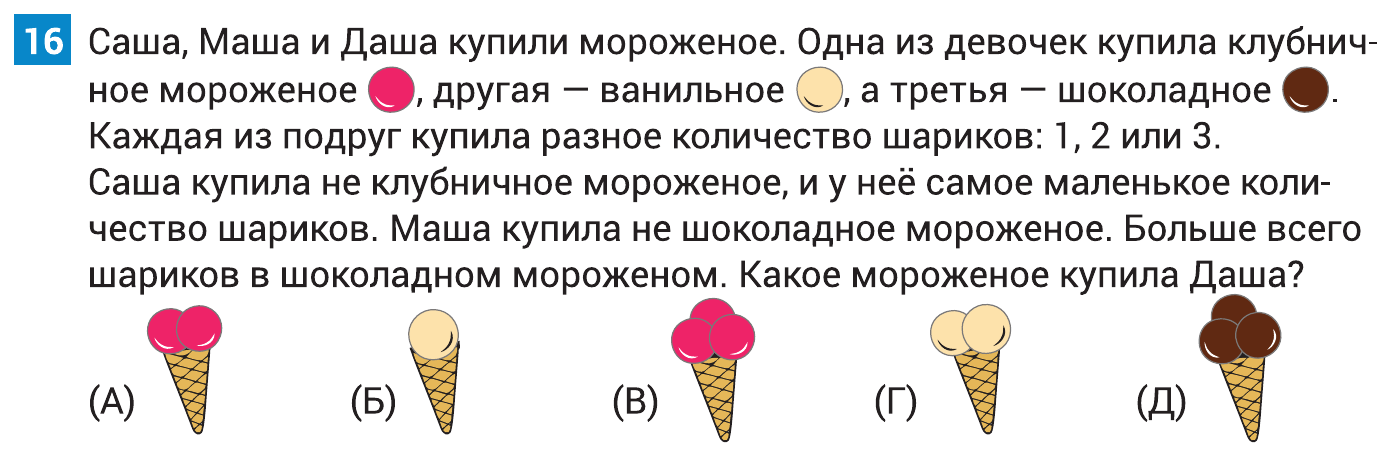 16 Саша, Маша и Даша купили мороженое. Одна из девочек купила клубнич-
ное мороженое , другая — ванильное , а третья — шоколадное .
Каждая из подруг купила разное количество шариков: 1, 2 или 3.
Саша купила не клубничное мороженое, и у неё самое маленькое коли-
чество шариков. Маша купила не шоколадное мороженое. Больше всего
шариков в шоколадном мороженом. Какое мороженое купила Даша?
(А) (Б) (В) (Г) (Д)